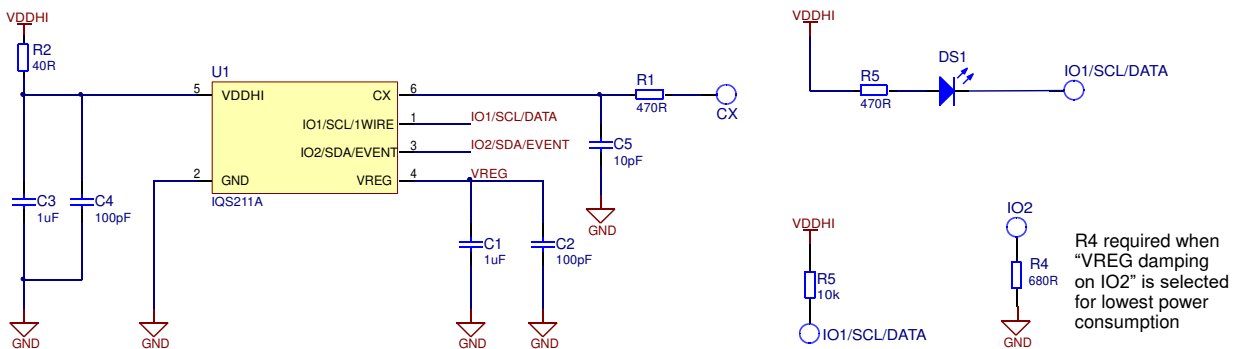 VDDHI
R2
40R
C3
1uF
C4
100pF
GND
GND
U1
5
VDDHI
CX
6
IO1/SCL/1WIRE
1
IO1/SCL/DATA
IO2/SDA/EVENT
3
IO2/SDA/EVENT
2
GND
VREG
4
VREG
IQS211A
R1
470R
CX
C5
10pF
GND
C1
1uF
C2
100pF
GND
GND
VDDHI
R5
470R
DS1
IO1/SCL/DATA
VDDHI
R5
10k
IO1/SCL/DATA
IO2
R4
680R
GND
R4 required when
“VREG damping
on IO2” is selected
for lowest power
consumption